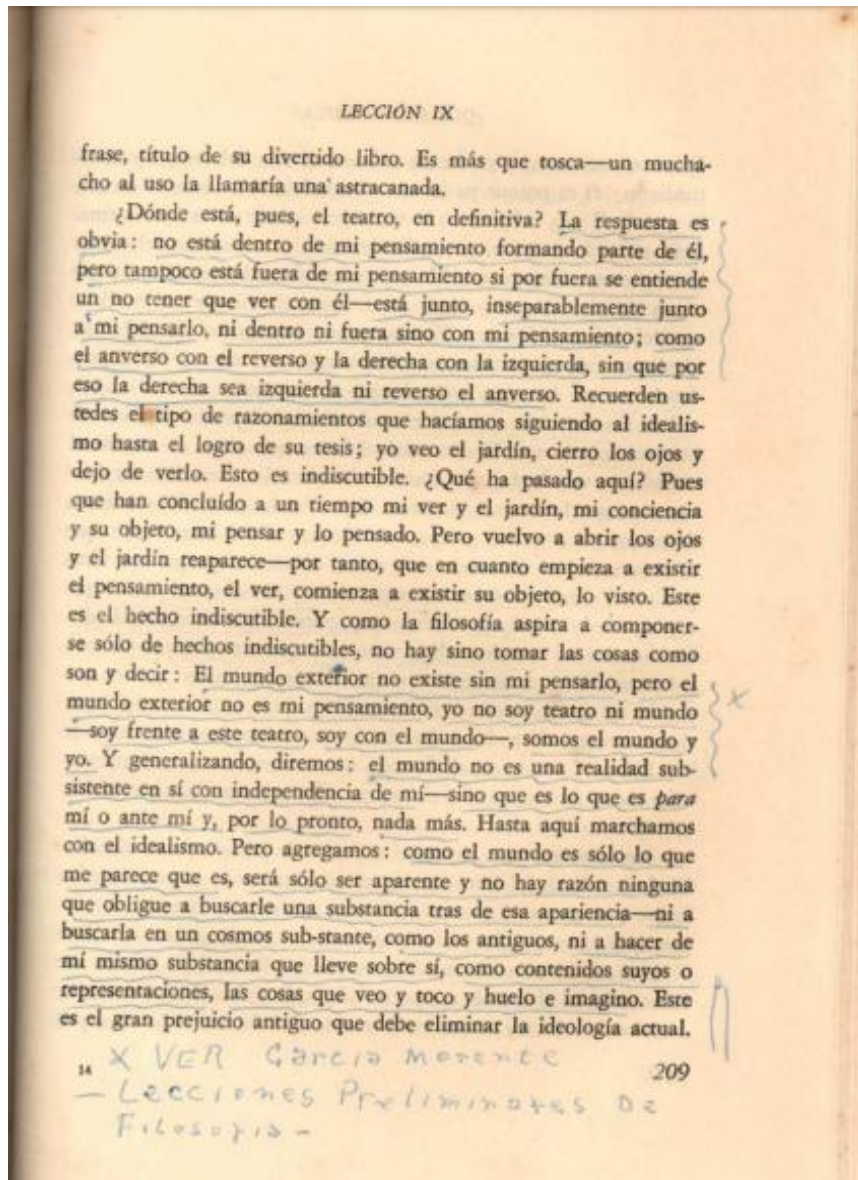 LECCIÓN IX
frase, título de su divertido libro. Es más que tosca—un mucha-
cho al uso la llamaría una astracanada.
¿Dónde está, pues, el teatro, en definitiva? La respuesta es
obvia: no está dentro de mi pensamiento formando parte de él,
pero tampoco está fuera de mi pensamiento si por fuera se entiende
un no tener que ver con él—está junto, inseparablemente junto
a mi pensarlo, ni dentro ni fuera sino con mi pensamiento; como
el anverso con el reverso y la derecha con la izquierda, sin que por
eso la derecha sea izquierda ni reverso el anverso. Recuerden us-
tedes el tipo de razonamientos que hacíamos siguiendo al idealis-
mo hasta el logro de su tesis; yo veo el jardín, cierro los ojos y
dejo de verlo. Esto es indiscutible. ¿Qué ha pasado aquí? Pues
que han concluído a un tiempo mi ver y el jardín, mi conciencia
y su objeto, mi pensar y lo pensado. Pero vuelvo a abrir los ojos
y el jardín reaparece—por tanto, que en cuanto empieza a existir
el pensamiento, el ver, comienza a existir su objeto, lo visto. Este
es el hecho indiscutible. Y como la filosofía aspira a componer-
se sólo de hechos indiscutibles, no hay sino tomar las cosas como
son y decir: El mundo exterior no existe sin mi pensarlo, pero el
mundo exterior no es mi pensamiento, yo no soy teatro ni mundo
—soy frente a este teatro, soy con el mundo—, somos el mundo y
yo. Y generalizando, diremos: el mundo no es una realidad sub-
sistente en sí con independencia de mí—sino que es lo que es para
mí o ante mí y, por lo pronto, nada más. Hasta aquí marchamos
con el idealismo. Pero agregamos: como el mundo es sólo lo que
me parece que es, será sólo ser aparente y no hay razón ninguna
que obligue a buscarle una substancia tras de esa apariencia—ni a
buscarla en un cosmos sub-stante, como los antiguos, ni a hacer de
mí mismo substancia que lleve sobre sí, como contenidos suyos o
representaciones, las cosas que veo y toco y huelo e imagino. Este
es el gran prejuicio antiguo que debe eliminar la ideología actual.
X
14
209
X VER Garcia Morente
— Lecciones Preliminares De
Filosofia —